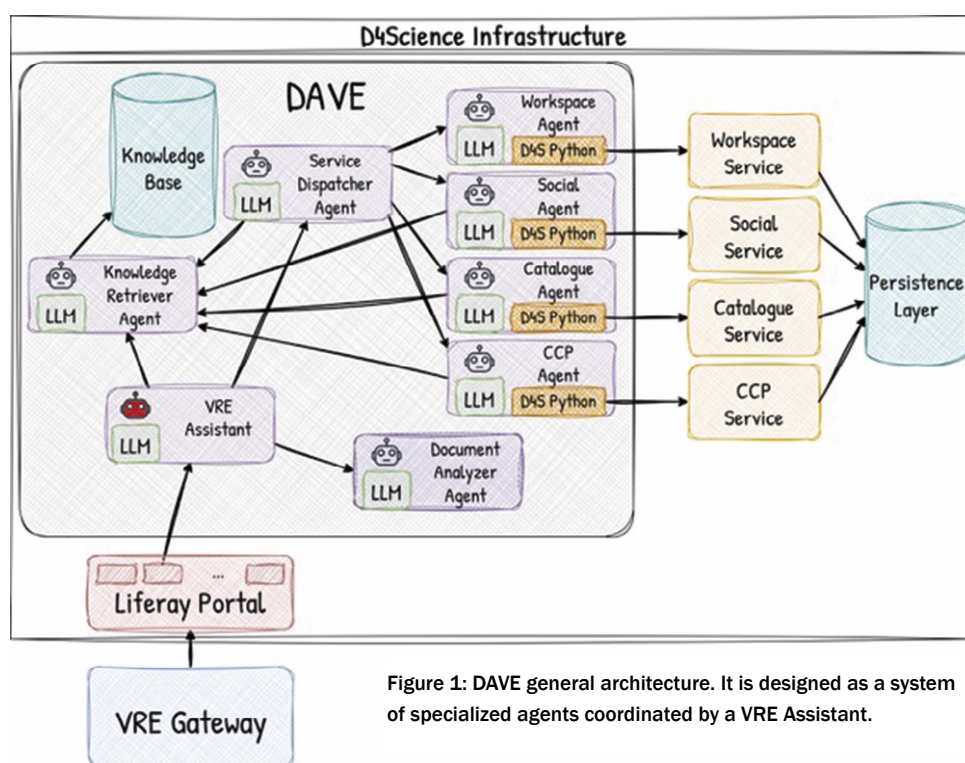 D4Science Infrastructure
DAVE
Knowledge
Base
Service
Dispatcher
Agent
LLM
Workspace
Agent
LLM
D4S Python
Social
Agent
LLM
D4S Python
Catalogue
Agent
LLM
D4S Python
CCP
Agent
LLM
D4S Python
Workspace
Service
Social
Service
Catalogue
Service
CCP
Service
Persistence
Layer
Knowledge
Retriever
Agent
LLM
VRE
Assistant
LLM
Document
Analyzer
Agent
LLM
...
Liferay Portal
VRE Gateway
Figure 1: DAVE general architecture. It is designed as a system
of specialized agents coordinated by a VRE Assistant.